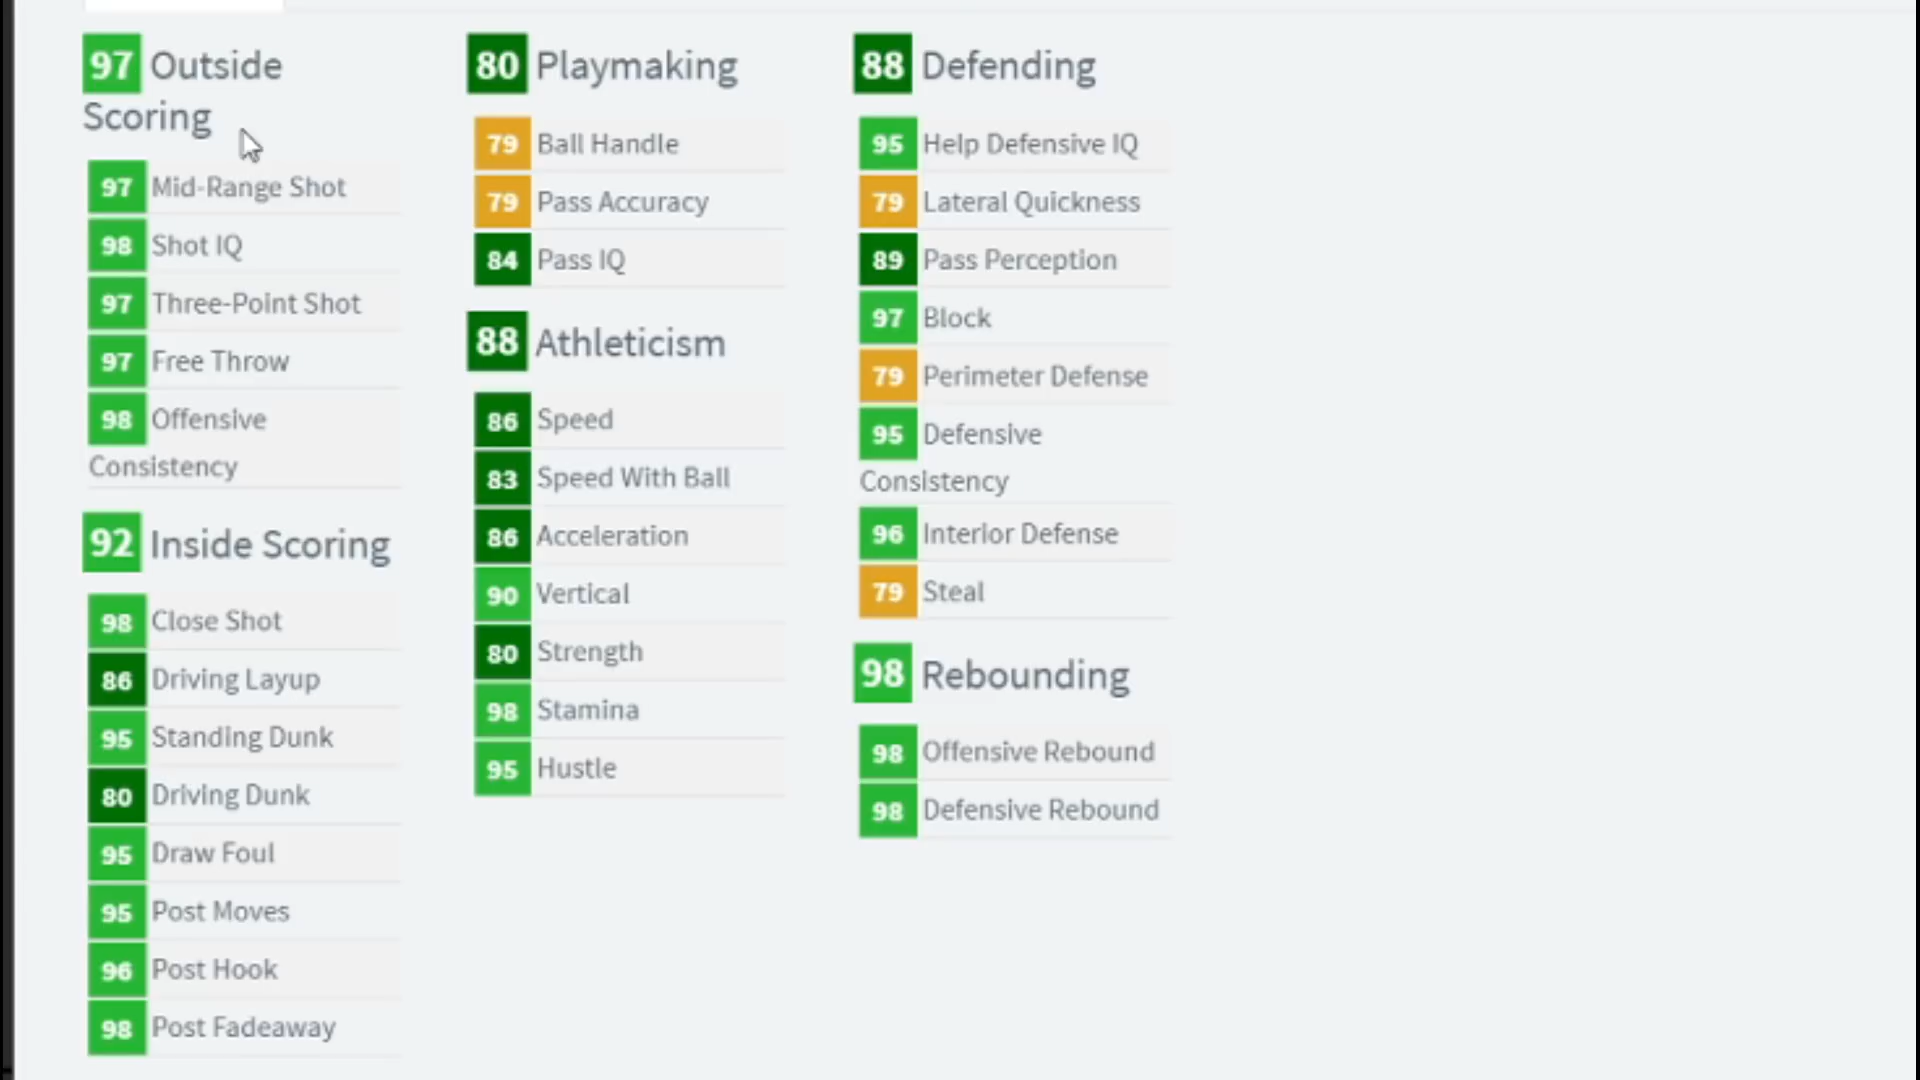 97 Outside
Scoring
97 Mid-Range Shot
98 Shot IQ
97 Three-Point Shot
97 Free Throw
98 Offensive
Consistency
92 Inside Scoring
98 Close Shot
86 Driving Layup
95 Standing Dunk
80 Driving Dunk
95 Draw Foul
95 Post Moves
96 Post Hook
98 Post Fadeaway
80 Playmaking
79 Ball Handle
79 Pass Accuracy
84 Pass IQ
88 Athleticism
86 Speed
83 Speed With Ball
86 Acceleration
90 Vertical
80 Strength
98 Stamina
95 Hustle
88 Defending
95 Help Defensive IQ
79 Lateral Quickness
89 Pass Perception
97 Block
79 Perimeter Defense
95 Defensive
Consistency
96 Interior Defense
79 Steal
98 Rebounding
98 Offensive Rebound
98 Defensive Rebound